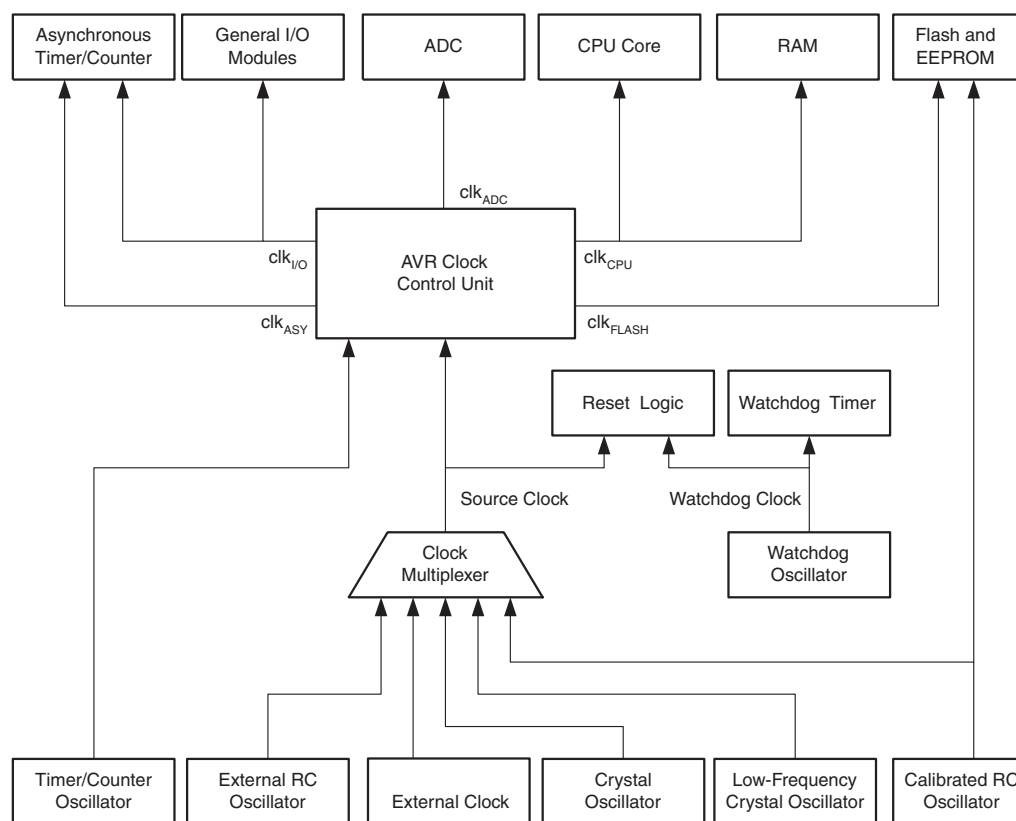 Asynchronous
Timer/Counter
General I/O
Modules
ADC
CPU Core
RAM
Flash and
EEPROM
clkADC
clkI/O
AVR Clock
Control Unit
clkCPU
clkASY
clkFLASH
Reset Logic
Watchdog Timer
Source Clock
Watchdog Clock
Clock
Multiplexer
Watchdog
Oscillator
Timer/Counter
Oscillator
External RC
Oscillator
External Clock
Crystal
Oscillator
Low-Frequency
Crystal Oscillator
Calibrated RC
Oscillator